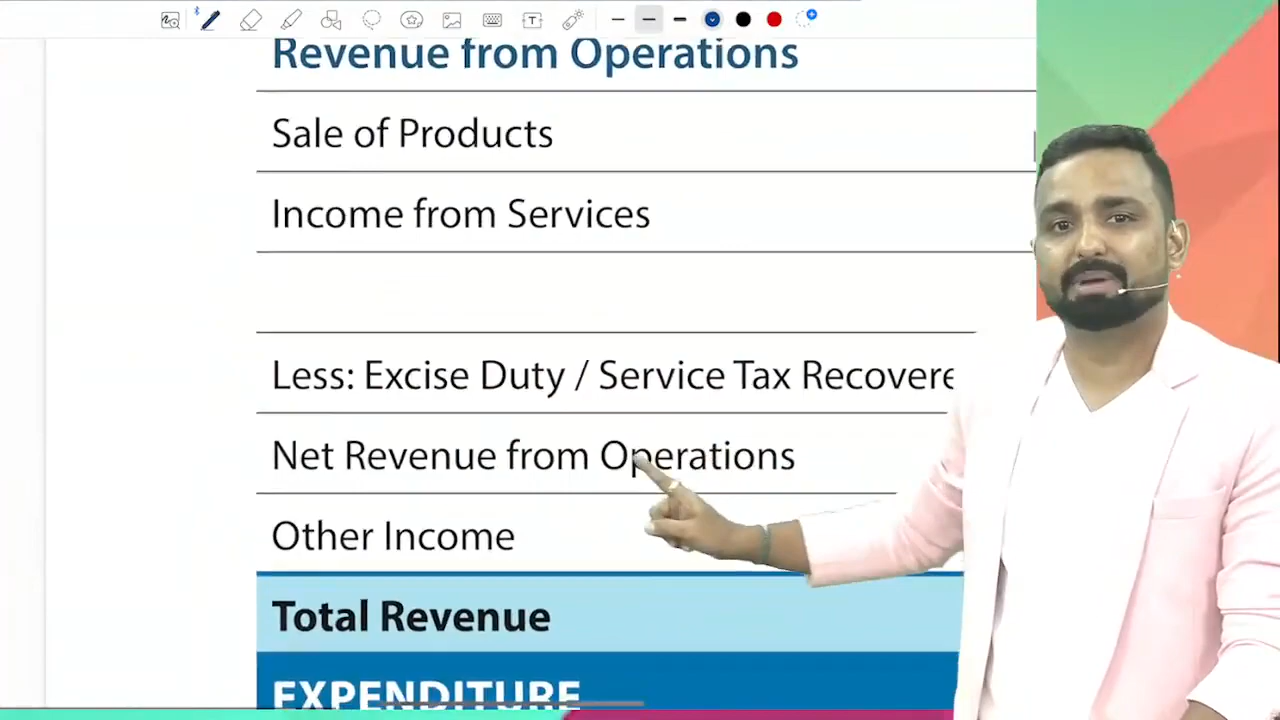 Revenue from Operations
Sale of Products
Income from Services
Less: Excise Duty / Service Tax Recovere
Net Revenue from Operations
Other Income
Total Revenue
EXPENDITURE